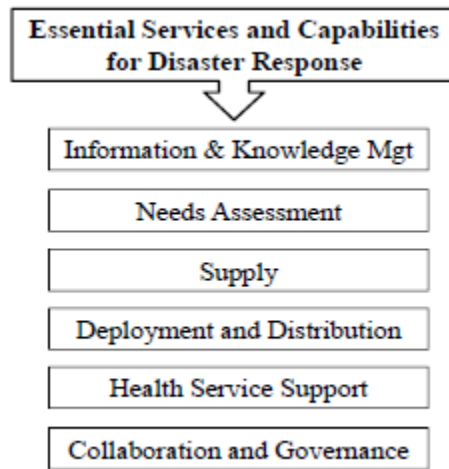 Essential Services and Capabilities
for Disaster Response
Information & Knowledge Mgt
Needs Assessment
Supply
Deployment and Distribution
Health Service Support
Collaboration and Governance